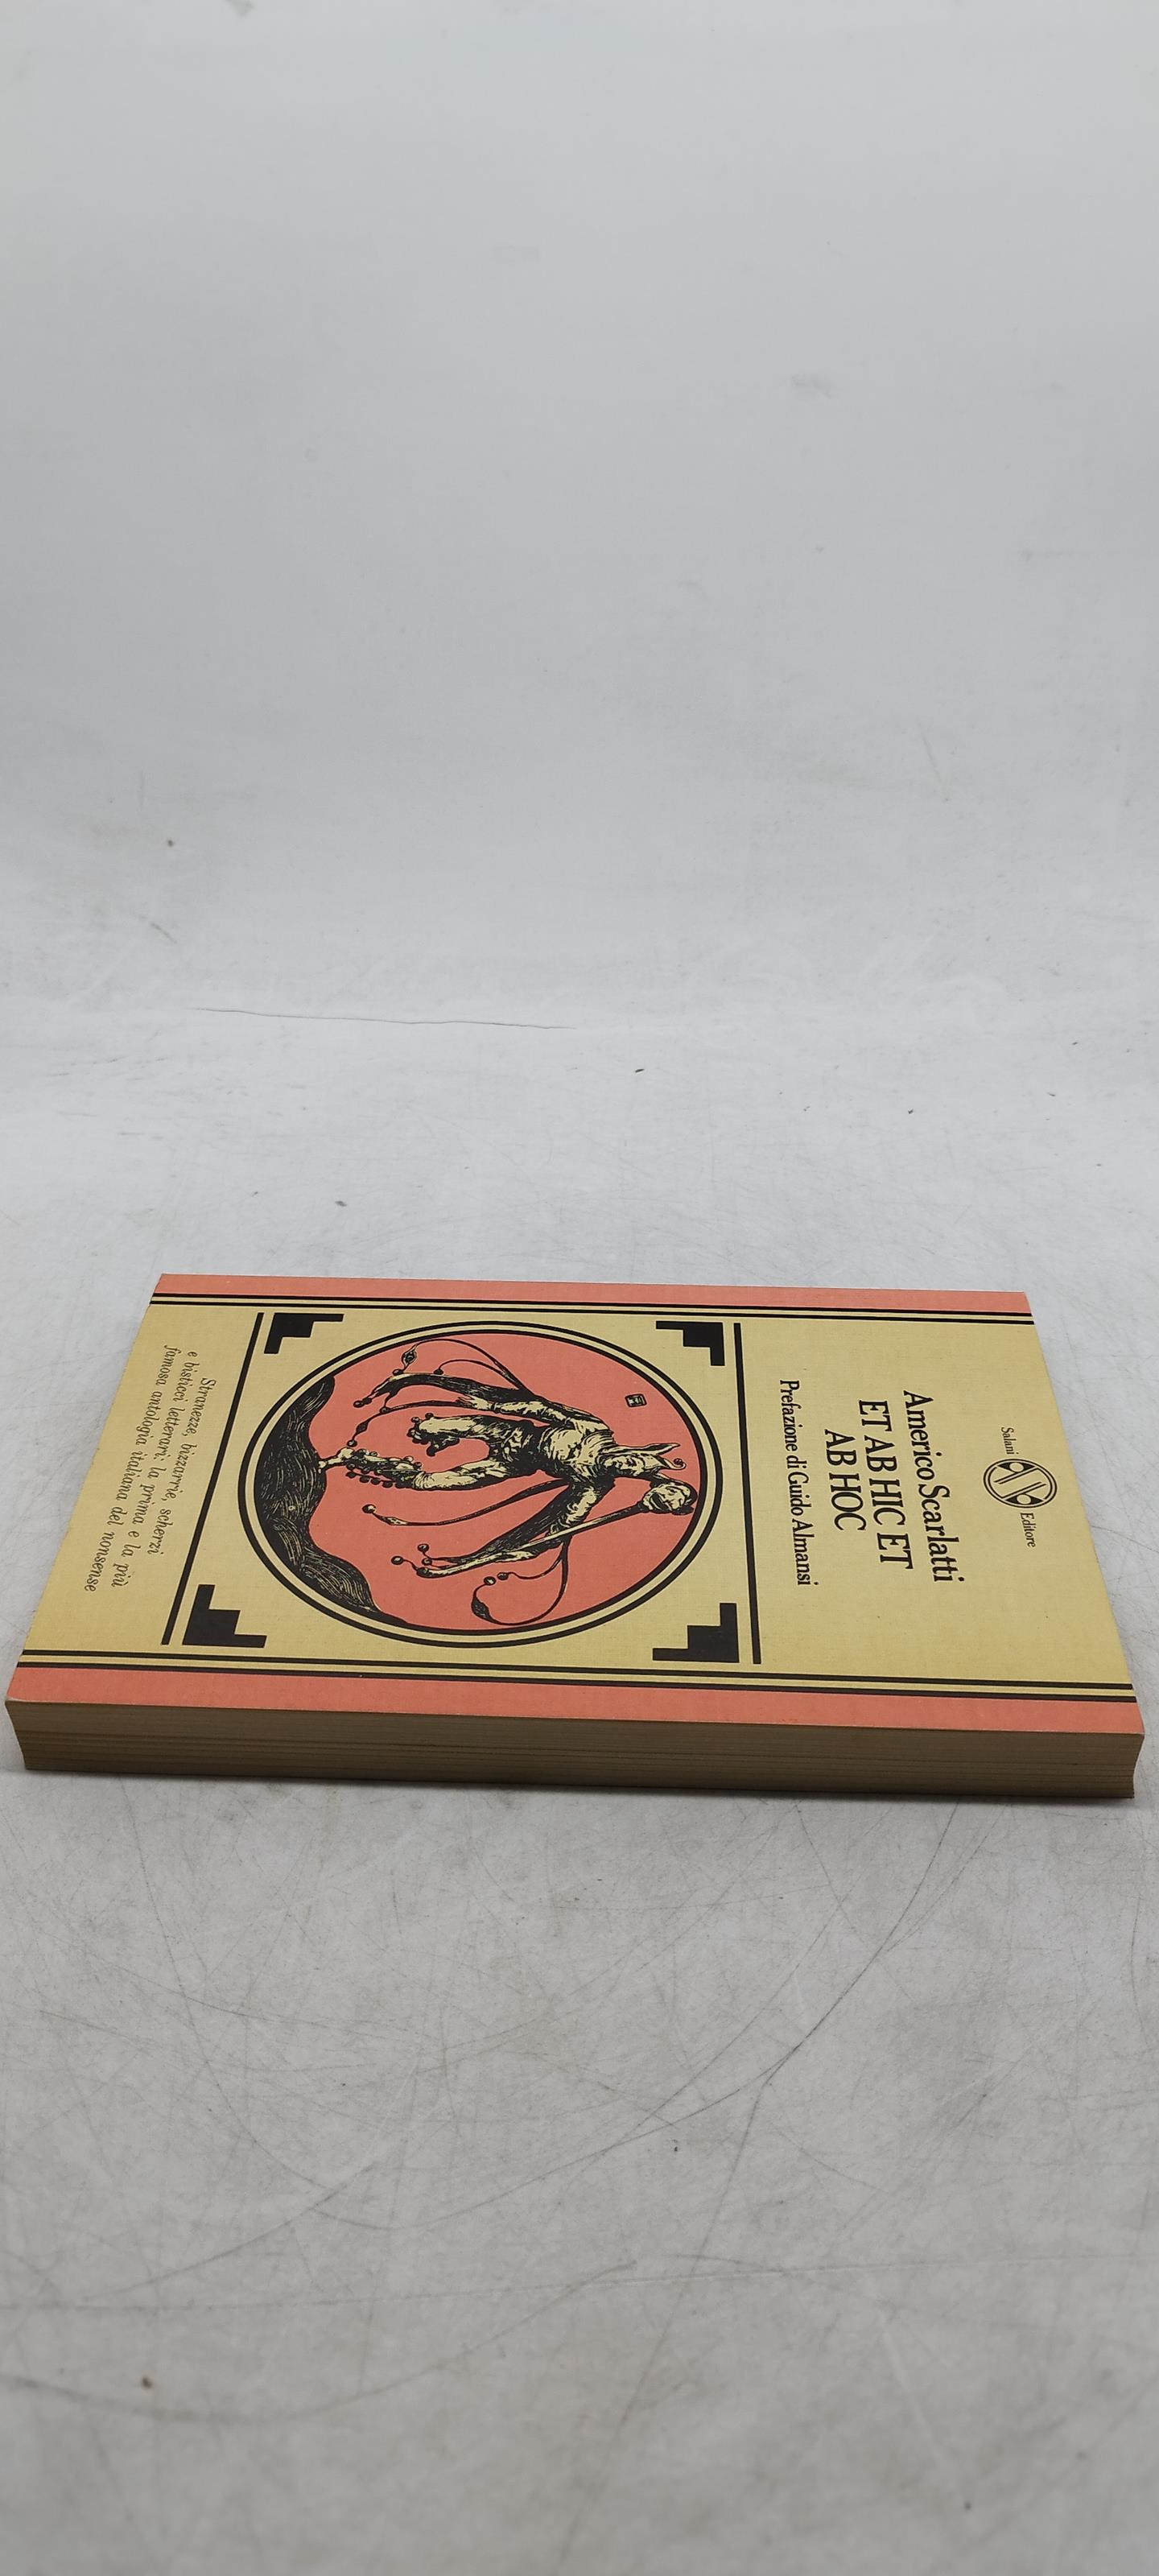 Salani Editore
Americo Scarlatti
ET AB HIC ET
AB HOC
Prefazione di Guido Almansi
Stranezze, bizzarrie, scherzi
e bisticci letterari: la prima e la più
famosa antologia italiana del nonsense